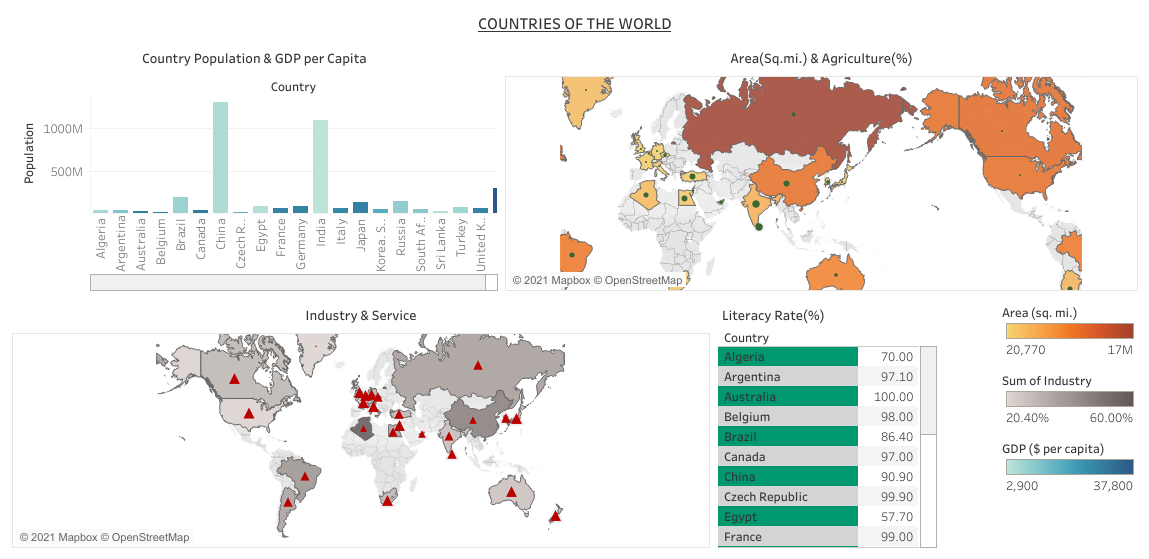 COUNTRIES OF THE WORLD
Country Population & GDP per Capita
Country
Population
1000M
500M
Algeria
Argentina
Australia
Belgium
Brazil
Canada
China
Czech R..
Egypt
France
Germany
India
Italy
Japan
Korea, S..
Russia
South Af..
Sri Lanka
Turkey
United K..
Area(Sq.mi.) & Agriculture(%)
© 2021 Mapbox © OpenStreetMap
Industry & Service
© 2021 Mapbox © OpenStreetMap
Literacy Rate(%)
Country
Algeria 70.00
Argentina 97.10
Australia 100.00
Belgium 98.00
Brazil 86.40
Canada 97.00
China 90.90
Czech Republic 99.90
Egypt 57.70
France 99.00
Area (sq. mi.)
20,770 17M
Sum of Industry
20.40% 60.00%
GDP ($ per capita)
2,900 37,800